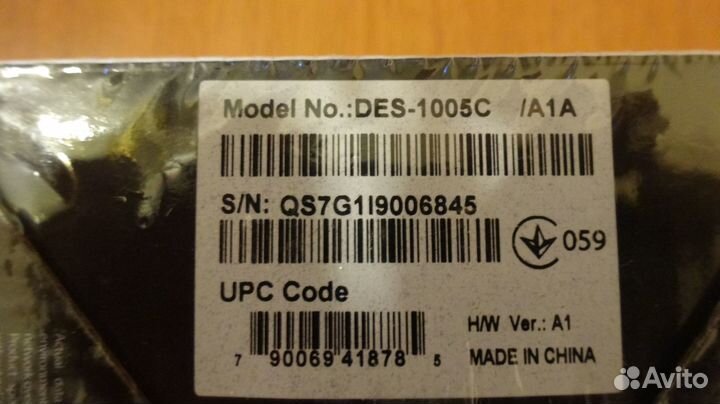 Model No.:DES-1005C /A1A
S/N: QS7G1I9006845
059
UPC Code
H/W Ver.: A1
7 90069 41878 5
MADE IN CHINA
Avito